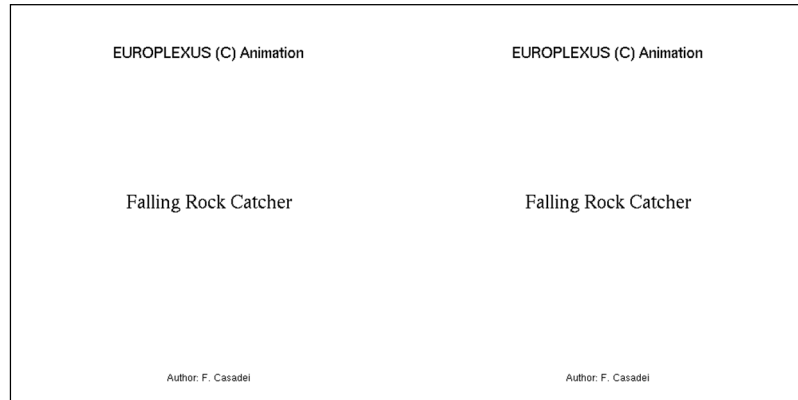 EUROPLEXUS (C) Animation
Falling Rock Catcher
Author: F. Casadei
EUROPLEXUS (C) Animation
Falling Rock Catcher
Author: F. Casadei